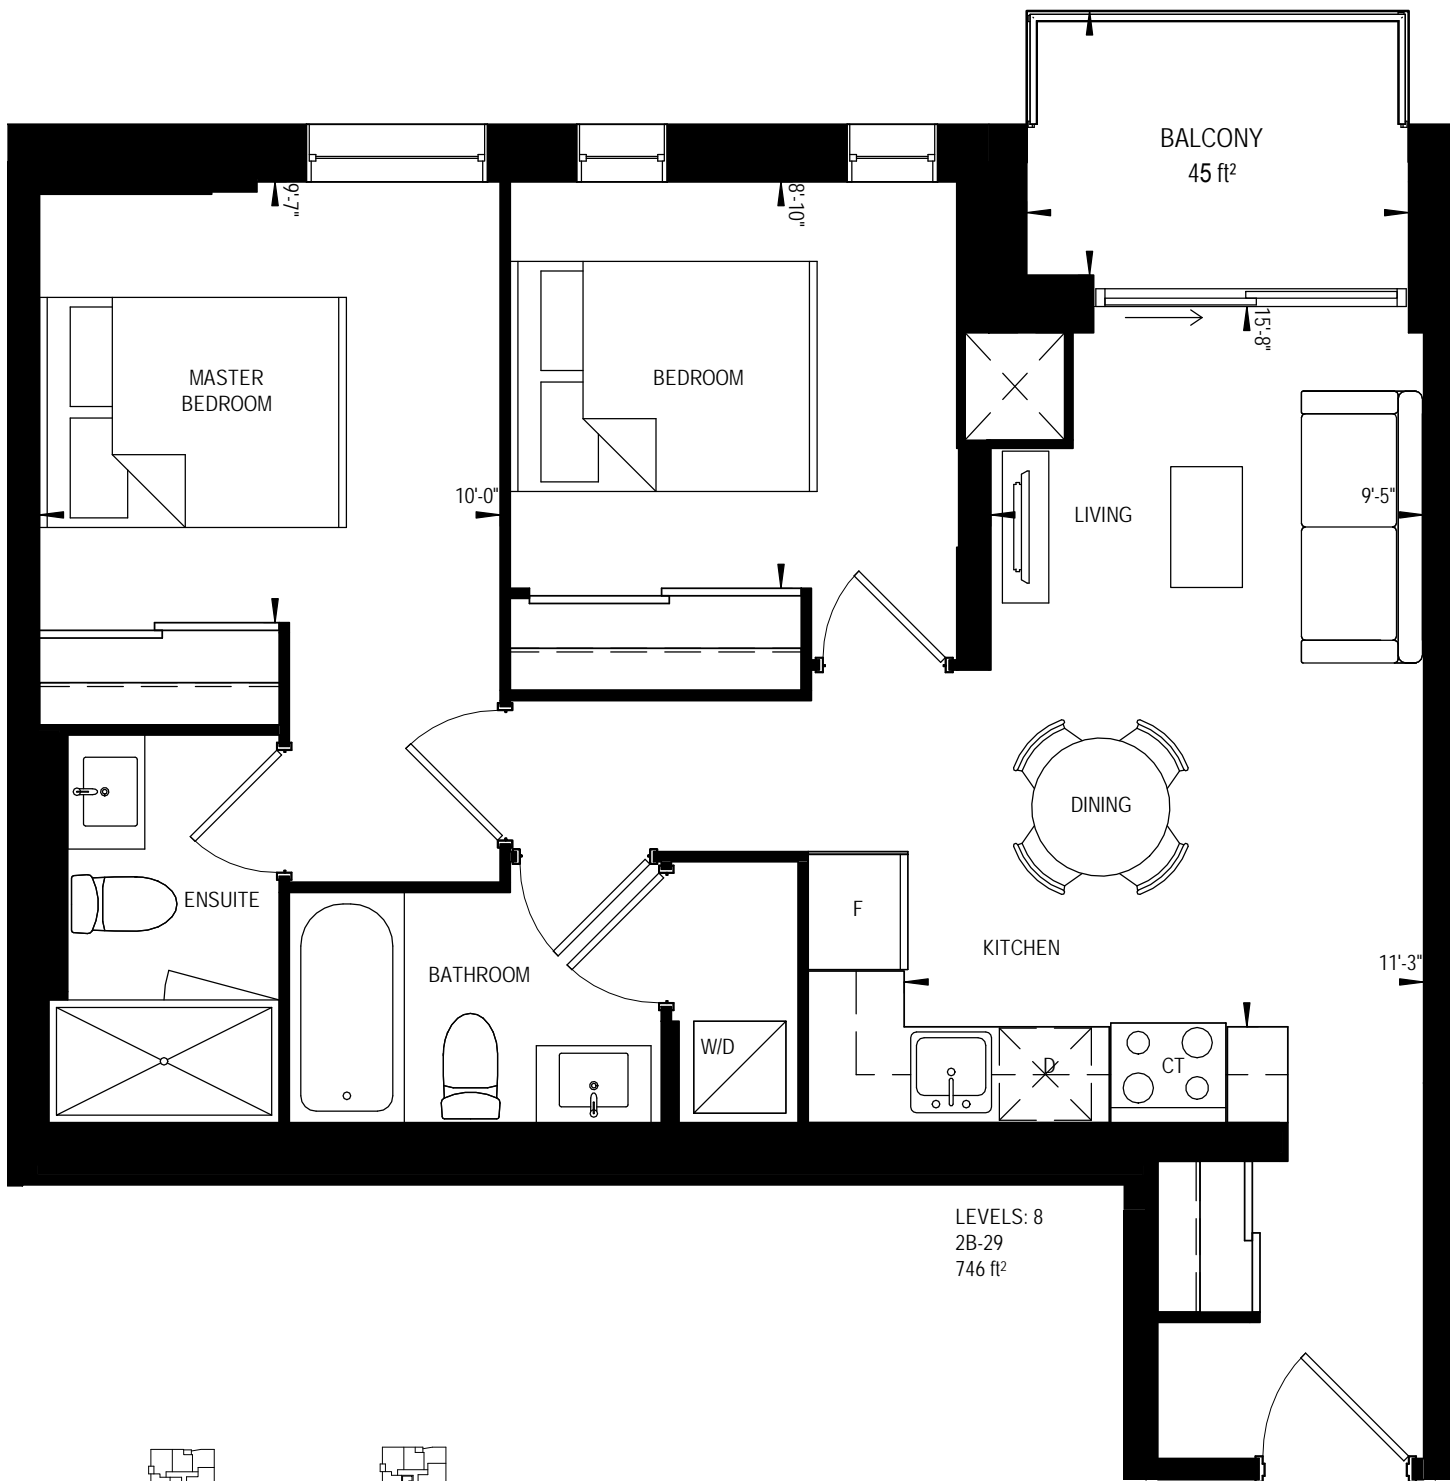 BALCONY
45 ft²
9'-7"
8'-10"
15'-8"
MASTER
BEDROOM
BEDROOM
10'-0"
LIVING
9'-5"
DINING
ENSUITE
F
KITCHEN
BATHROOM
11'-3"
W/D
D
CT
LEVELS: 8
2B-29
746 ft²